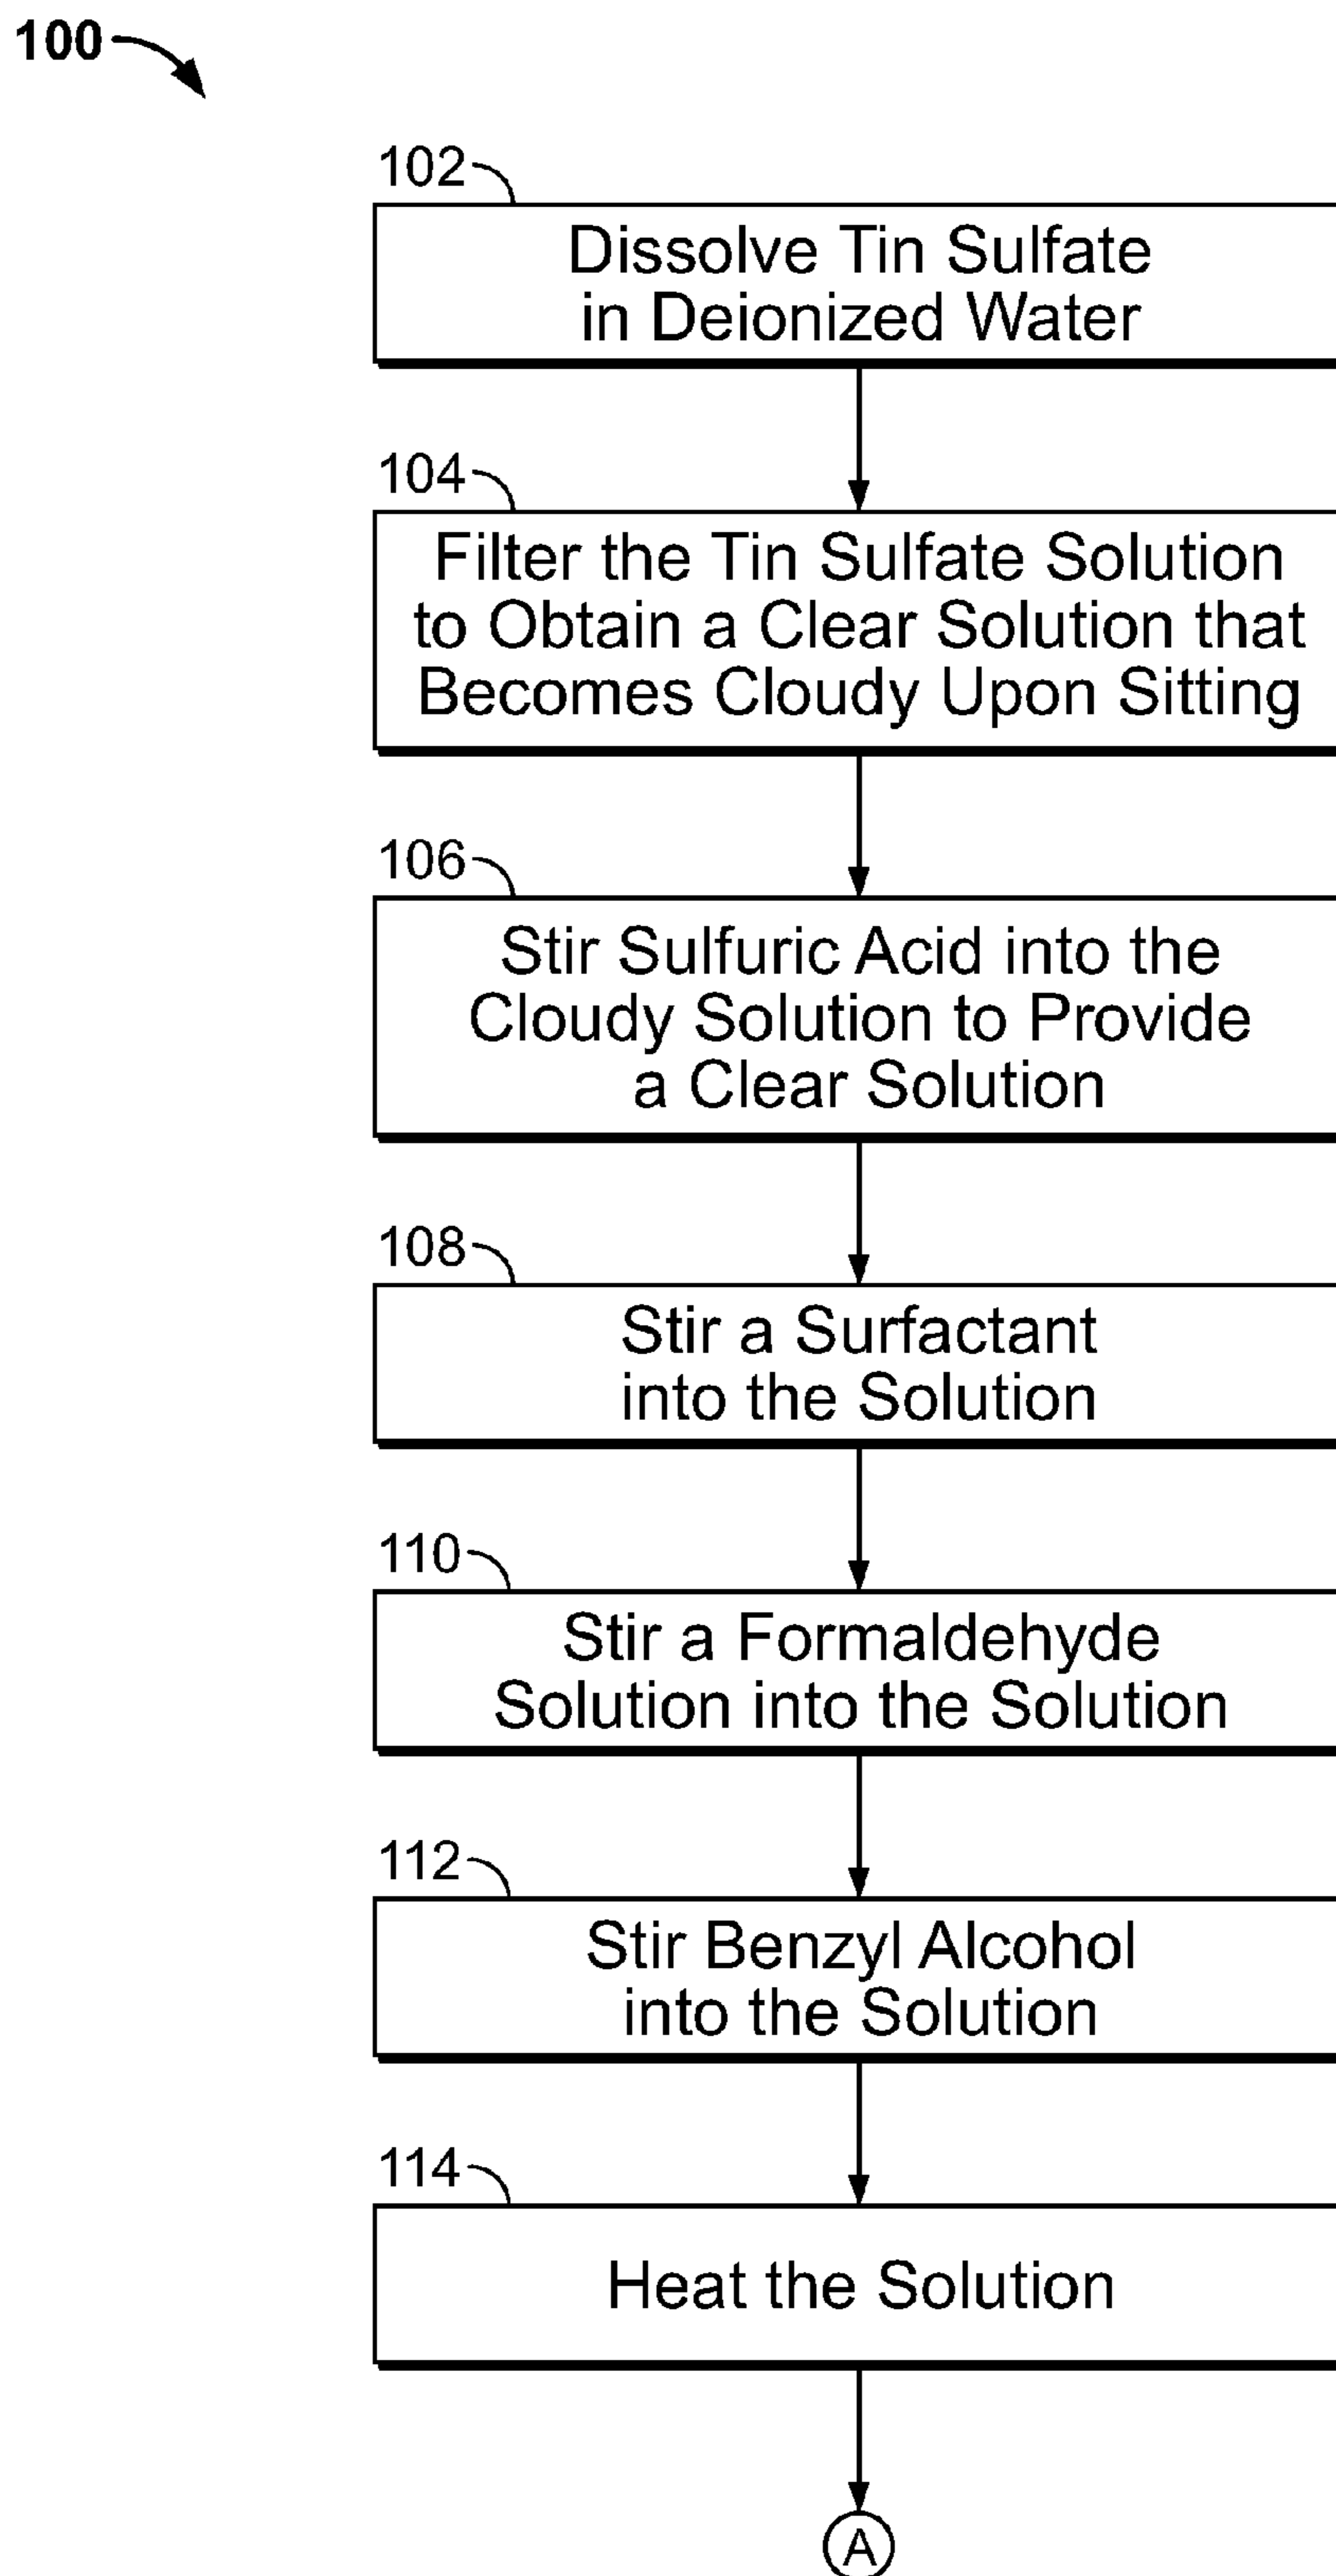 100
102
Dissolve Tin Sulfate
in Deionized Water
104
Filter the Tin Sulfate Solution
to Obtain a Clear Solution that
Becomes Cloudy Upon Sitting
106
Stir Sulfuric Acid into the
Cloudy Solution to Provide
a Clear Solution
108
Stir a Surfactant
into the Solution
110
Stir a Formaldehyde
Solution into the Solution
112
Stir Benzyl Alcohol
into the Solution
114
Heat the Solution
A